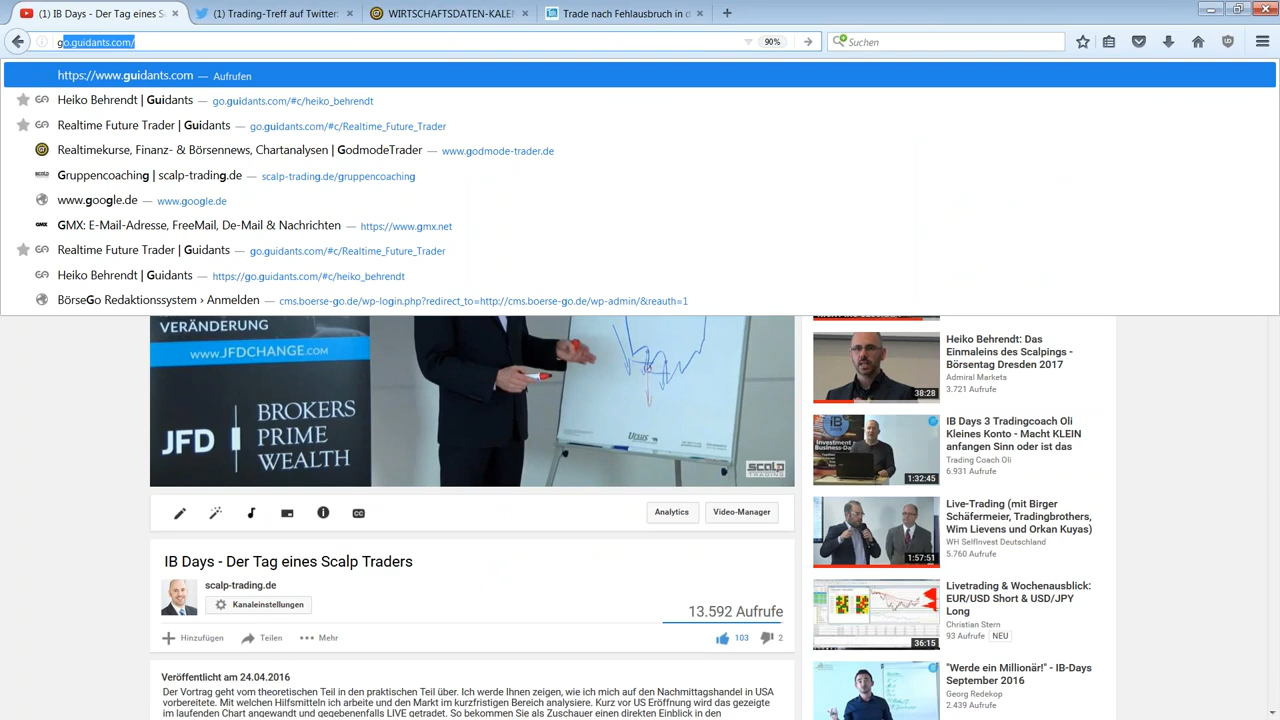 (1) IB Days - Der Tag eines S
(1) Trading-Treff auf Twitter:
WIRTSCHAFTSDATEN-KALEN
Trade nach Fehlausbruch in d
go.guidants.com/
90%
Suchen
https://www.guidants.com — Aufrufen
Heiko Behrendt | Guidants — go.guidants.com/#c/heiko_behrendt
Realtime Future Trader | Guidants — go.guidants.com/#c/Realtime_Future_Trader
Realtimekurse, Finanz- & Börsennews, Chartanalysen | GodmodeTrader — www.godmode-trader.de
Gruppencoaching | scalp-trading.de — scalp-trading.de/gruppencoaching
www.google.de — www.google.de
GMX: E-Mail-Adresse, FreeMail, De-Mail & Nachrichten — https://www.gmx.net
Realtime Future Trader | Guidants — go.guidants.com/#c/Realtime_Future_Trader
Heiko Behrendt | Guidants — https://go.guidants.com/#c/heiko_behrendt
BörseGo Redaktionssystem › Anmelden — cms.boerse-go.de/wp-login.php?redirect_to=http://cms.boerse-go.de/wp-admin/&reauth=1
VERÄNDERUNG
WWW.JFDCHANGE.COM
JFD
BROKERS
PRIME
WEALTH
SCALP
TRADING
CC
Analytics
Video-Manager
IB Days - Der Tag eines Scalp Traders
scalp-trading.de
Kanaleinstellungen
13.592 Aufrufe
Hinzufügen
Teilen
Mehr
103
2
Veröffentlicht am 24.04.2016
Der Vortrag geht vom theoretischen Teil in den praktischen Teil über. Ich werde Ihnen zeigen, wie ich mich auf den Nachmittagshandel in USA
vorbereitete. Mit welchen Hilfsmitteln ich arbeite und den Markt im kurzfristigen Bereich analysiere. Kurz vor US Eröffnung wird das gezeigte
im laufenden Chart angewandt und gegebenenfalls LIVE getradet. So bekommen Sie als Zuschauer einen direkten Einblick in den
Heiko Behrendt: Das
Einmaleins des Scalpings -
Börsentag Dresden 2017
Admiral Markets
3.721 Aufrufe
38:28
IB Days 3 Tradingcoach Oli
Kleines Konto - Macht KLEIN
anfangen Sinn oder ist das
Trading Coach Oli
6.931 Aufrufe
1:32:45
Live-Trading (mit Birger
Schäfermeier, Tradingbrothers,
Wim Lievens und Orkan Kuyas)
WH SelfInvest Deutschland
5.760 Aufrufe
1:57:51
Livetrading & Wochenausblick:
EUR/USD Short & USD/JPY
Long
Christian Stern
93 Aufrufe NEU
36:15
"Werde ein Millionär!" - IB-Days
September 2016
Georg Redekop
2.439 Aufrufe